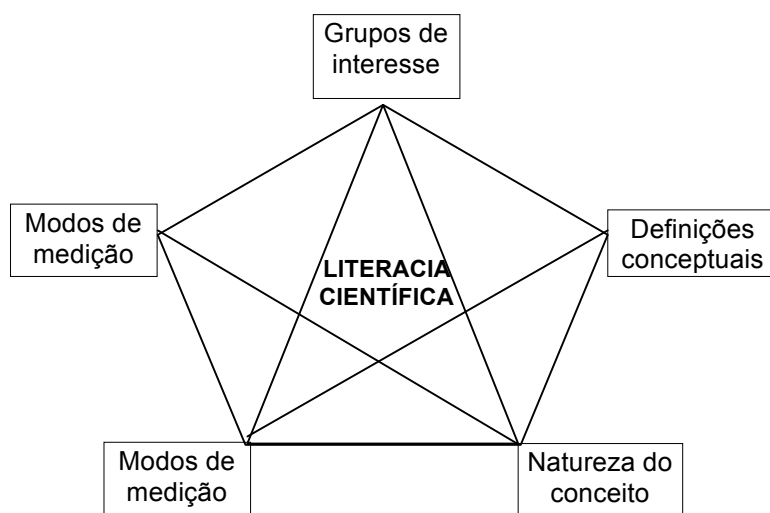 Grupos de
interesse
Modos de
medição
Definições
conceptuais
LITERACIA
CIENTÍFICA
Modos de
medição
Natureza do
conceito